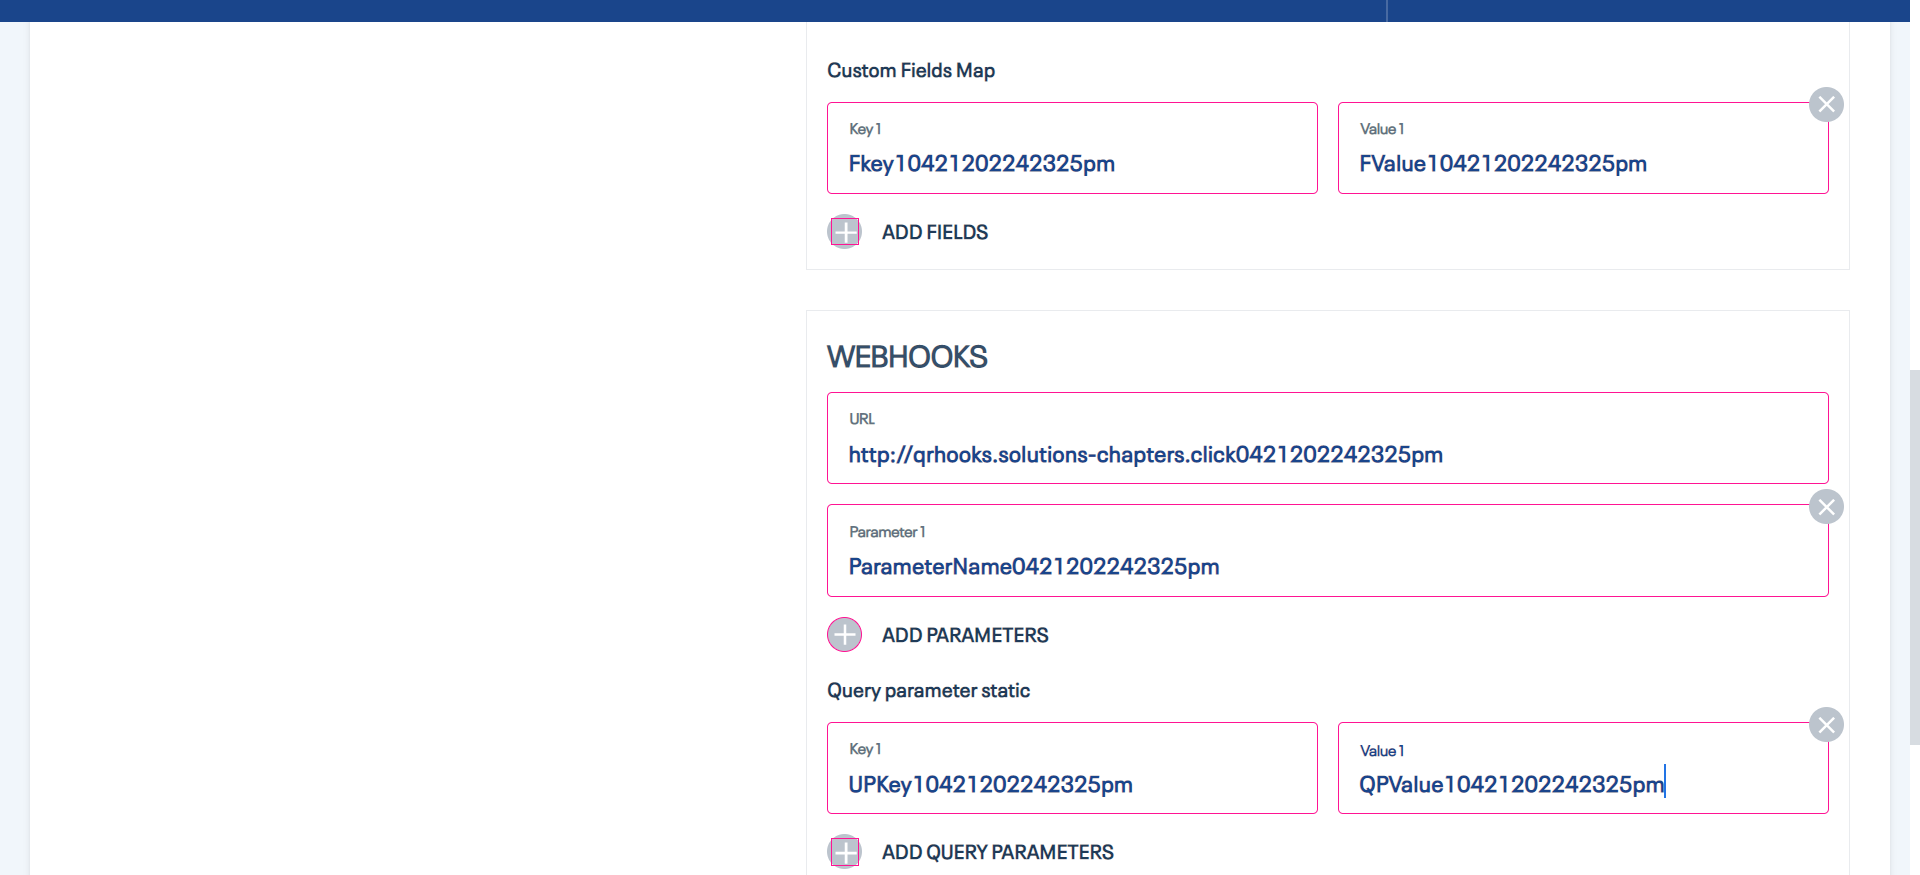 Custom Fields Map
Key 1
Value 1
Fkey10421202242325pm
FValue10421202242325pm
ADD FIELDS
WEBHOOKS
URL
http://qrhooks.solutions-chapters.click0421202242325pm
Parameter 1
ParameterName0421202242325pm
ADD PARAMETERS
Query parameter static
Key 1
Value 1
UPKey10421202242325pm
QPValue10421202242325pm
ADD QUERY PARAMETERS